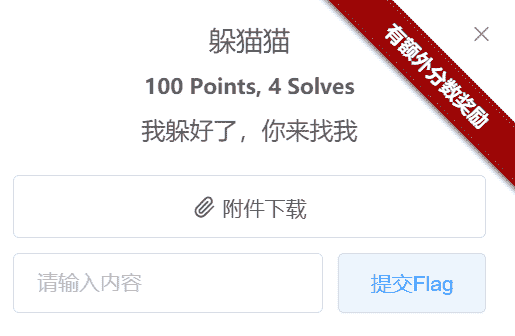 躲猫猫
有额外分数奖励
100 Points, 4 Solves
我躲好了，你来找我
附件下载
请输入内容
提交Flag